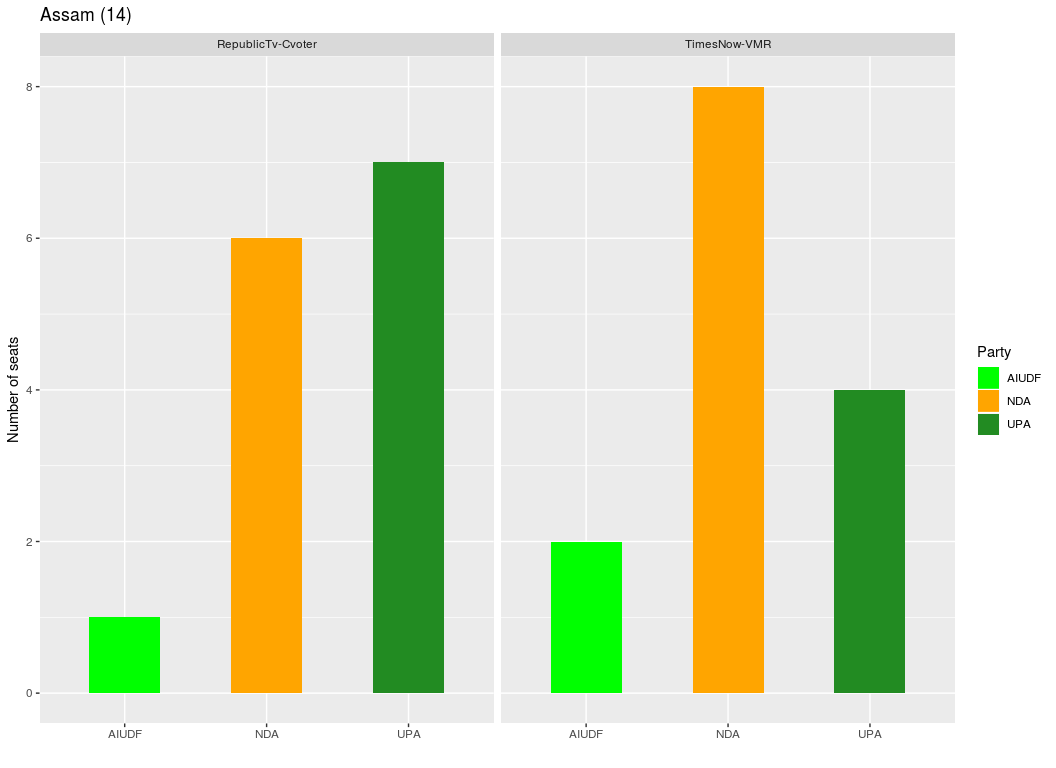 Assam (14)
RepublicTv-Cvoter
TimesNow-VMR
Number of seats
8
6
4
2
0
AIUDF NDA UPA
AIUDF NDA UPA
Party
AIUDF
NDA
UPA